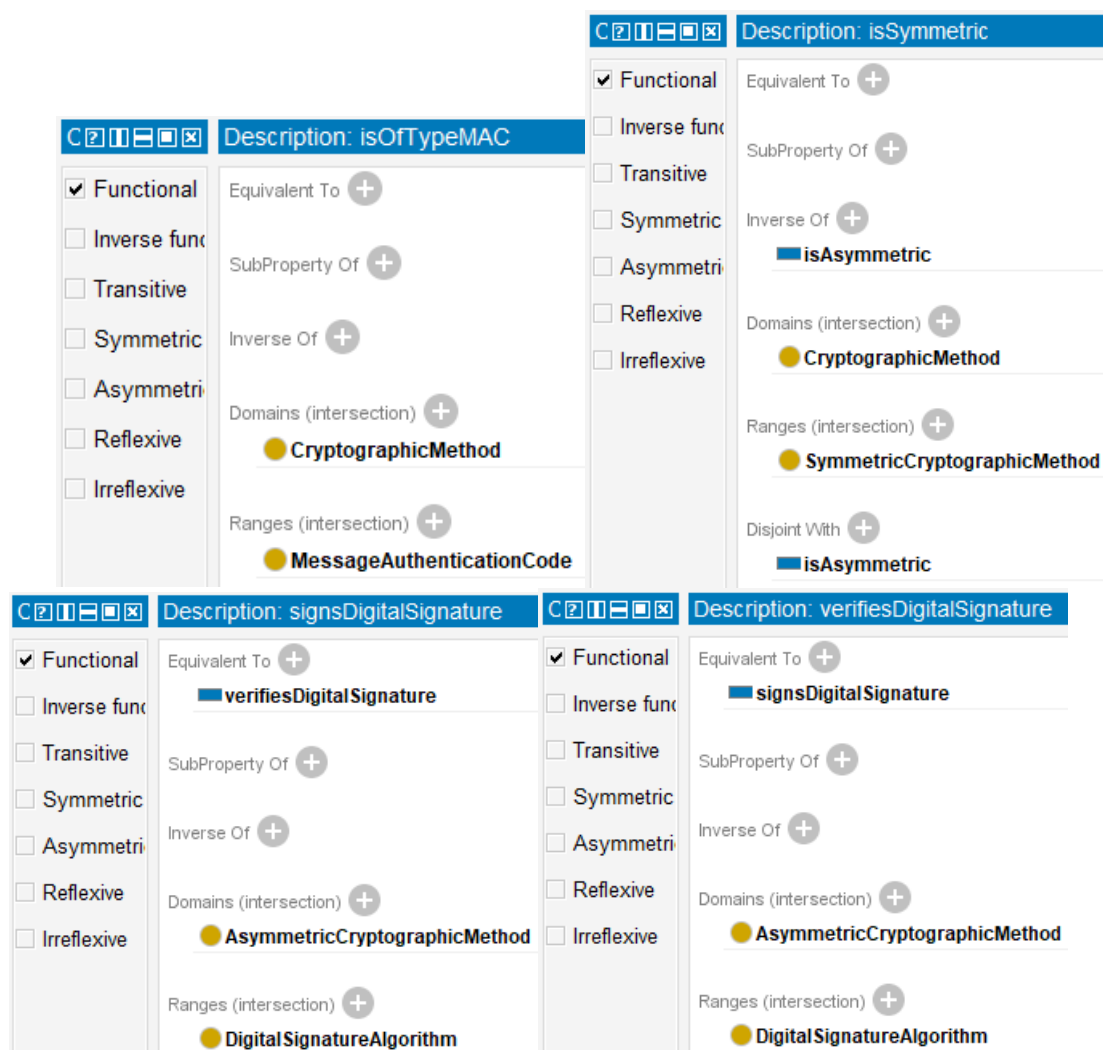 Description: isOfTypeMAC
Functional
Inverse func
Transitive
Symmetric
Asymmetri
Reflexive
Irreflexive
Equivalent To
SubProperty Of
Inverse Of
Domains (intersection)
CryptographicMethod
Ranges (intersection)
MessageAuthenticationCode
Description: isSymmetric
Functional
Inverse func
Transitive
Symmetric
Asymmetri
Reflexive
Irreflexive
Equivalent To
SubProperty Of
Inverse Of
isAsymmetric
Domains (intersection)
CryptographicMethod
Ranges (intersection)
SymmetricCryptographicMethod
Disjoint With
isAsymmetric
Description: signsDigitalSignature
Functional
Inverse func
Transitive
Symmetric
Asymmetri
Reflexive
Irreflexive
Equivalent To
verifiesDigitalSignature
SubProperty Of
Inverse Of
Domains (intersection)
AsymmetricCryptographicMethod
Ranges (intersection)
DigitalSignatureAlgorithm
Description: verifiesDigitalSignature
Functional
Inverse func
Transitive
Symmetric
Asymmetri
Reflexive
Irreflexive
Equivalent To
signsDigitalSignature
SubProperty Of
Inverse Of
Domains (intersection)
AsymmetricCryptographicMethod
Ranges (intersection)
DigitalSignatureAlgorithm